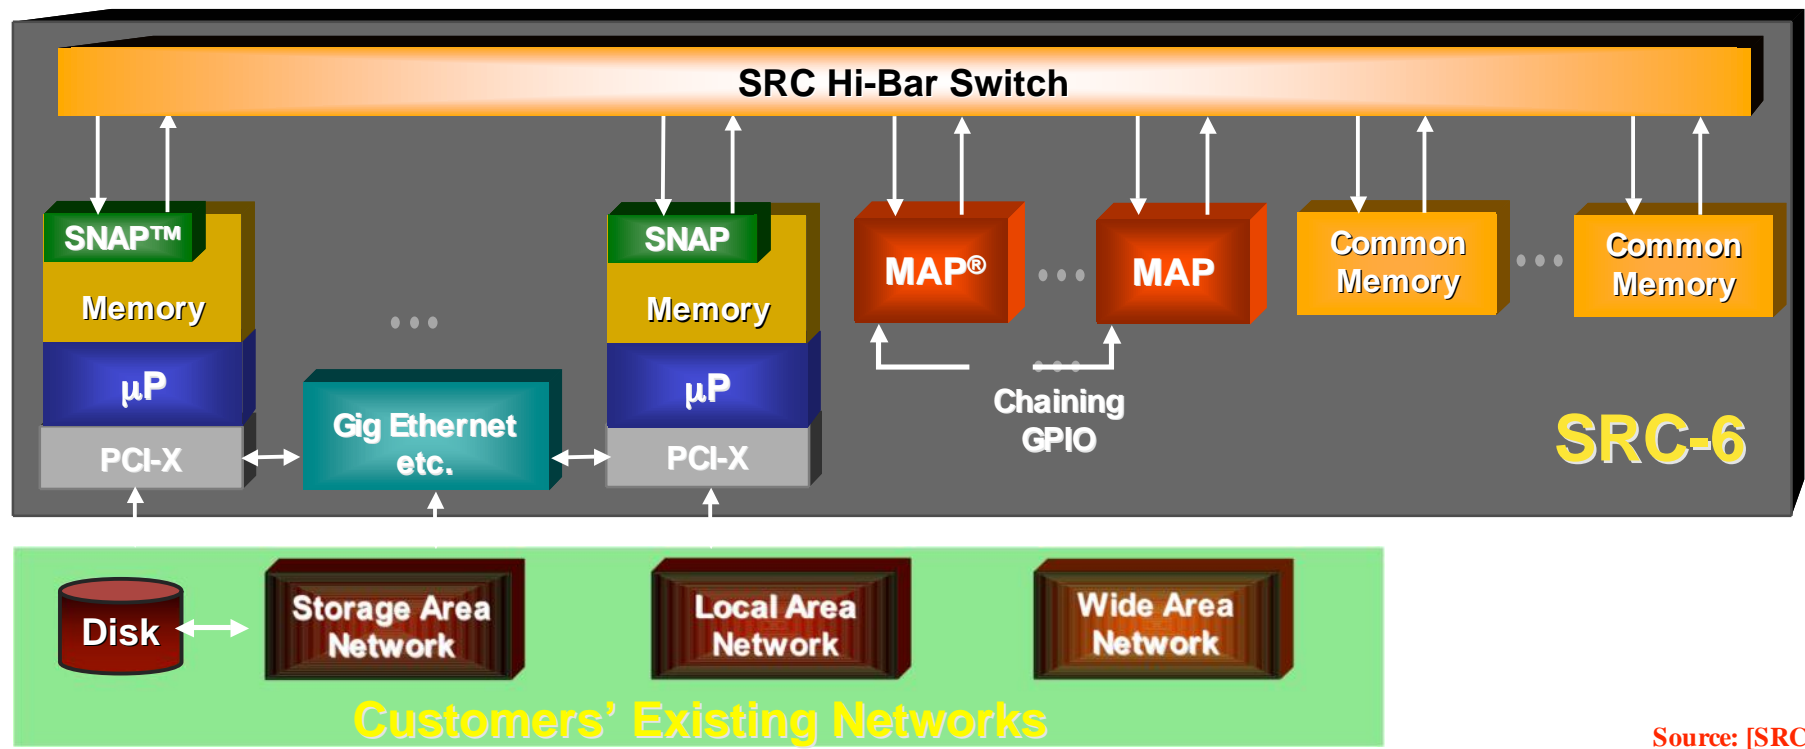 SRC Hi-Bar Switch
SNAP™
Memory
μP
PCI-X
Gig Ethernet
etc.
SNAP
Memory
μP
PCI-X
MAP®
MAP
Chaining
GPIO
Common
Memory
Common
Memory
SRC-6
Disk
Storage Area
Network
Local Area
Network
Wide Area
Network
Customers’ Existing Networks
Source: [SRC